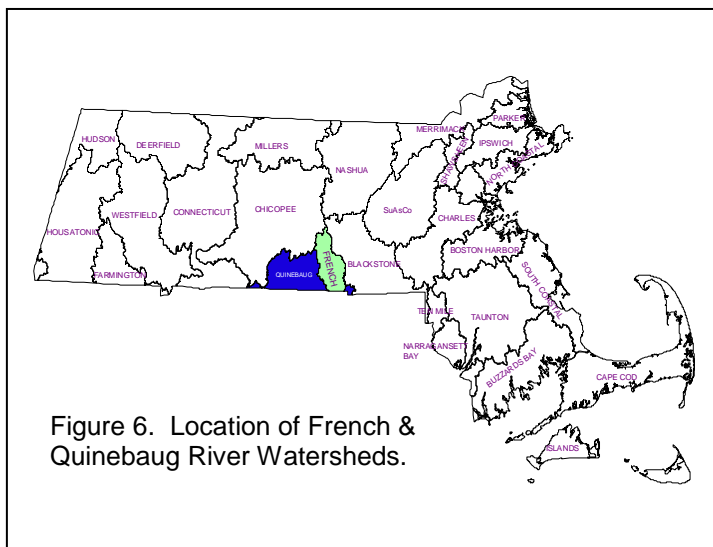 PARKER
MERRIMACK
HUDSON
DEERFIELD
MILLERS
IPSWICH
SHAWSHEEN
NORTH COASTAL
NASHUA
CHICOPEE
SuAsCo
WESTFIELD
CONNECTICUT
CHARLES
HOUSATONIC
BOSTON HARBOR
FRENCH
BLACKSTONE
FARMINGTON
QUINEBAUG
SOUTH COASTAL
TEN MILE
TAUNTON
NARRAGANSET
BAY
BUZZARDS BAY
CAPE COD
ISLANDS
Figure 6. Location of French &
Quinebaug River Watersheds.